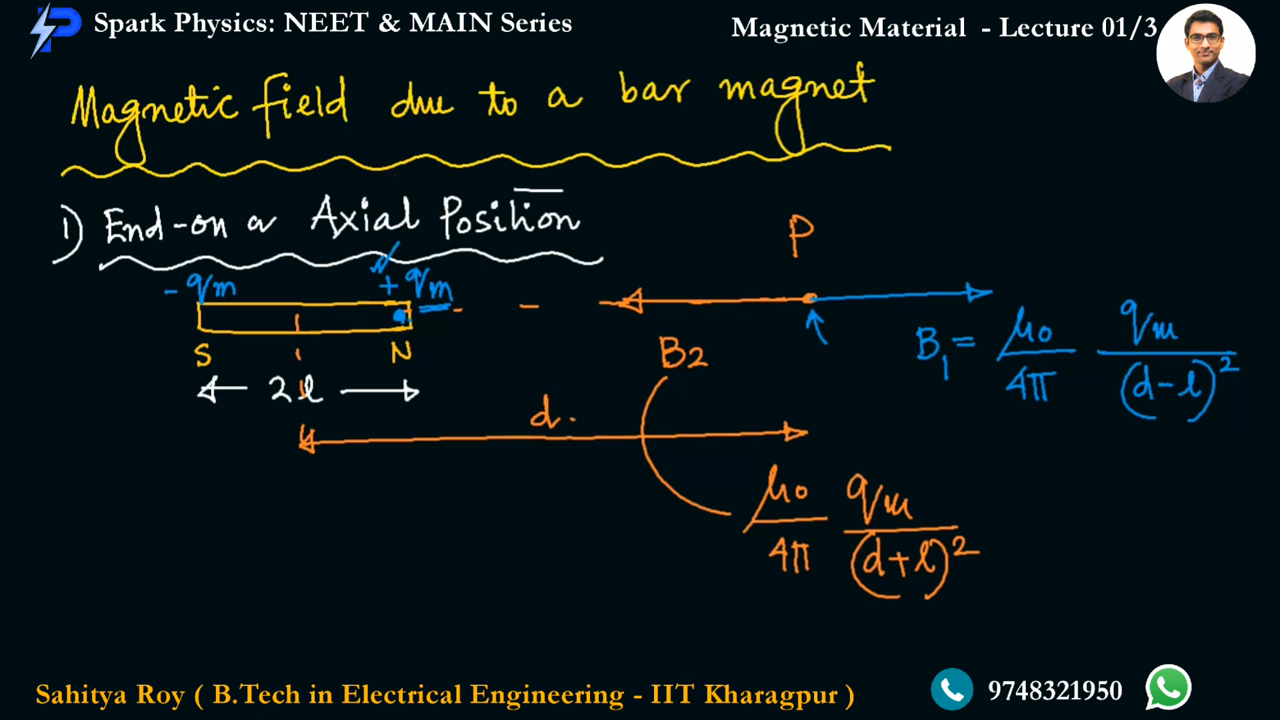 Spark Physics: NEET & MAIN Series
Magnetic Material - Lecture 01/3
Magnetic field due to a bar magnet
1) End-on a Axial Position
P
- qm
+ qm
S
N
2l
B2
B1 = μ0/4π qm/(d-l)^2
d.
μ0/4π qm/(d+l)^2
Sahitya Roy ( B.Tech in Electrical Engineering - IIT Kharagpur )
9748321950